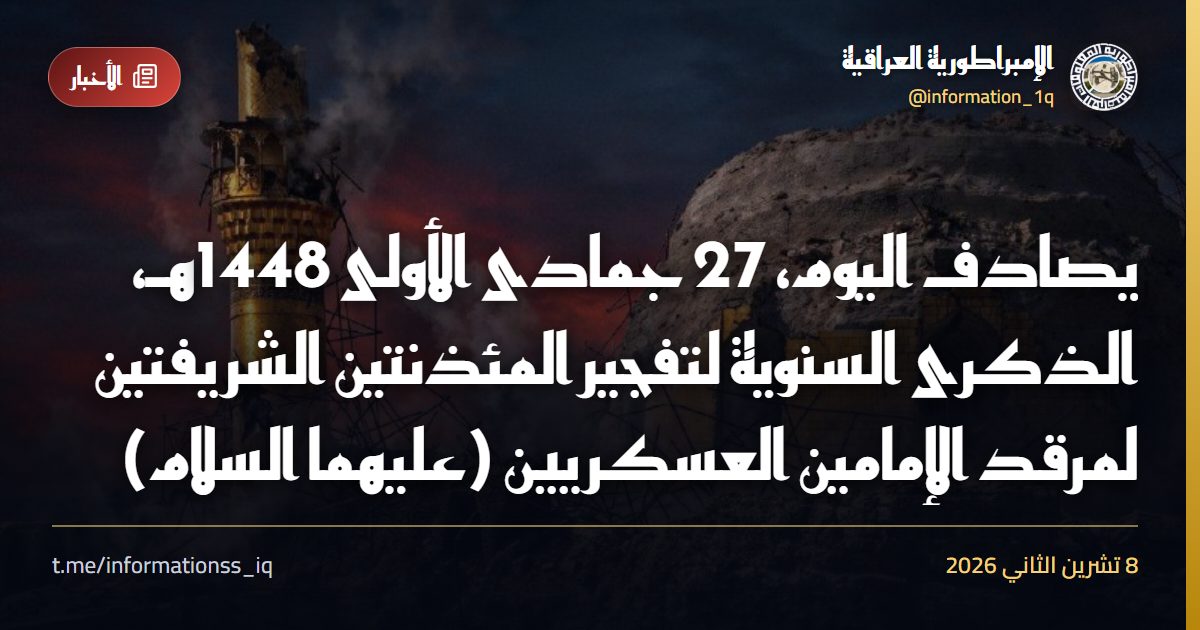 الإمبراطورية العراقية
@information_1q
الأخبار
يصادف اليوم، 27 جمادى الأولى 1448هـ،
الذكرى السنوية لتفجير المئذنتين الشريفتين
لمرقد الإمامين العسكريين (عليهما السلام)
8 تشرين الثاني 2026
t.me/informationss_iq